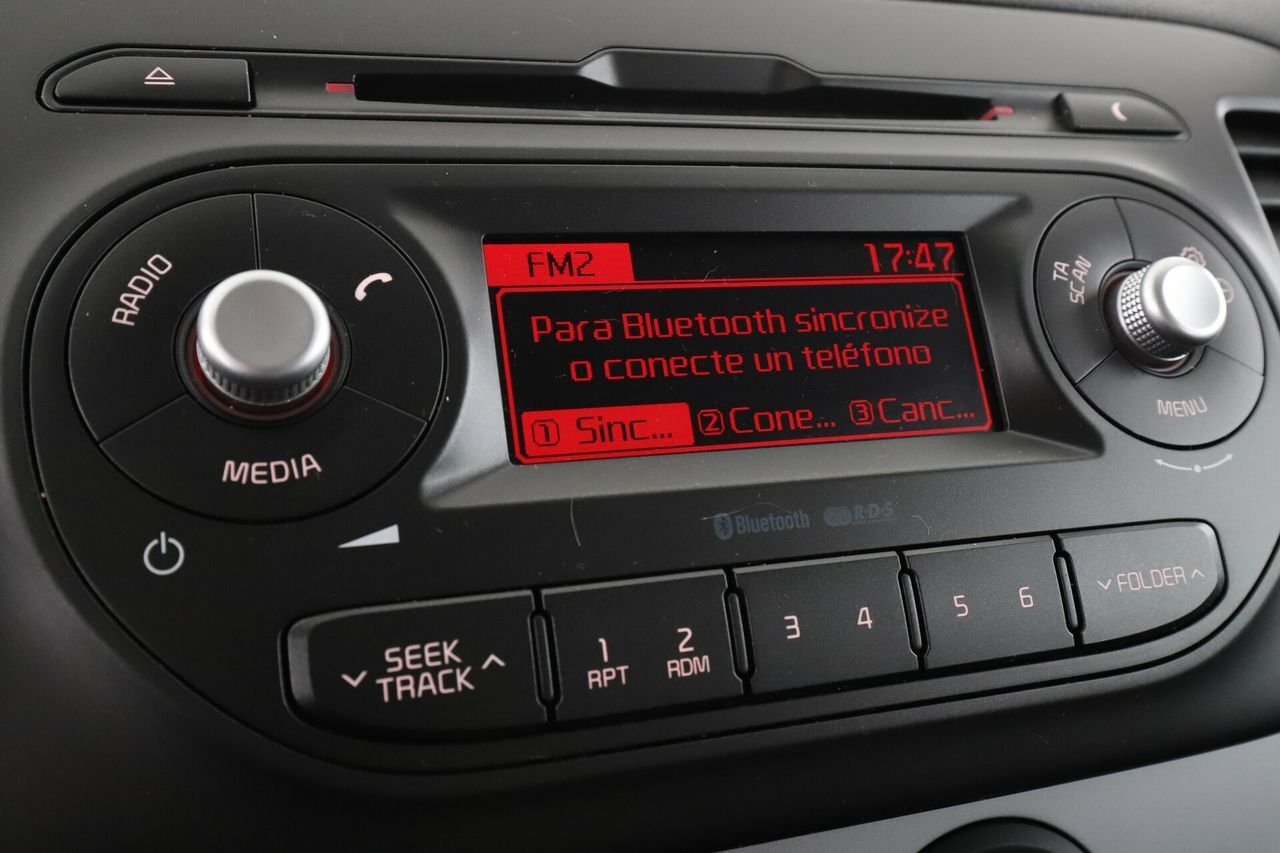 FM2
17:47
Para Bluetooth sincronize
o conecte un teléfono
1 Sinc...
2 Cone...
3 Canc...
RADIO
MEDIA
TA
SCAN
MENU
Bluetooth
R·D·S
SEEK
TRACK
1
RPT
2
RDM
3
4
5
6
FOLDER